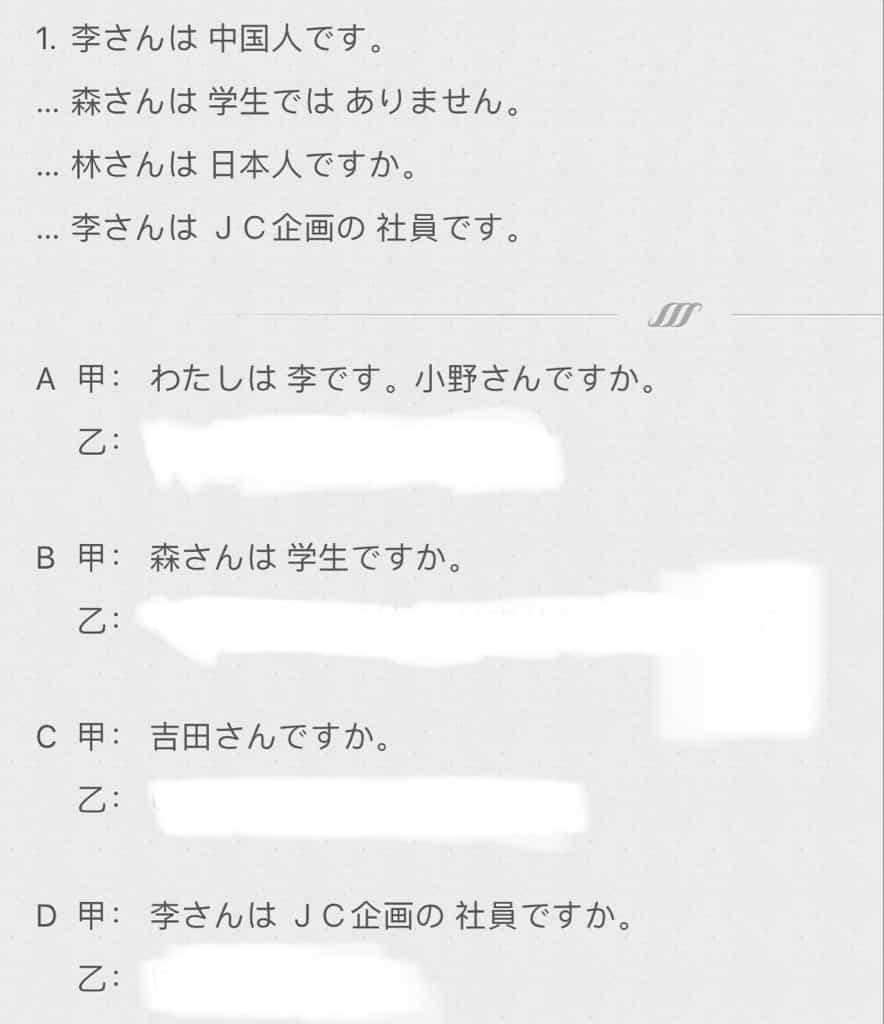 1. 李さんは 中国人です。
... 森さんは 学生では ありません。
... 林さんは 日本人ですか。
... 李さんは ＪＣ企画の 社員です。
A 甲： わたしは 李です。小野さんですか。
乙：
B 甲： 森さんは 学生ですか。
乙：
C 甲： 吉田さんですか。
乙：
D 甲： 李さんは ＪＣ企画の 社員ですか。
乙：